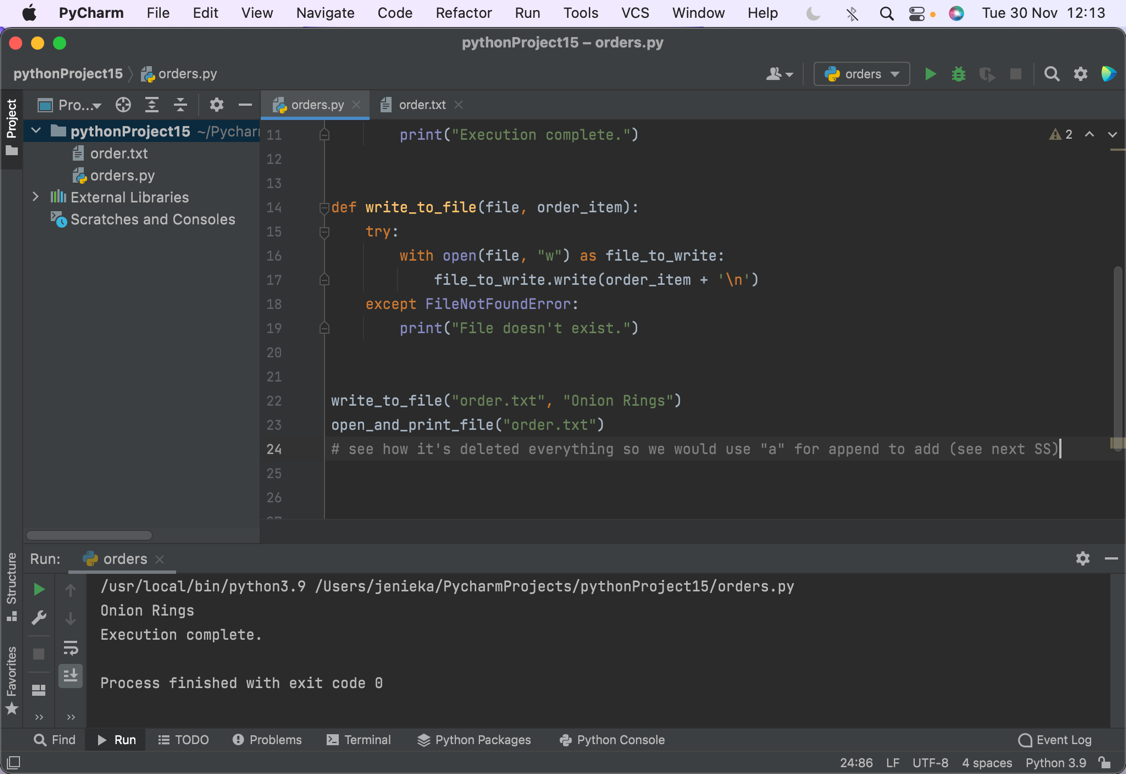 PyCharm File Edit View Navigate Code Refactor Run Tools VCS Window Help Tue 30 Nov 12:13
pythonProject15 – orders.py
pythonProject15 orders.py orders
Project
Pro... orders.py order.txt
pythonProject15 ~/Pychar
order.txt
orders.py
External Libraries
Scratches and Consoles
2
11 print("Execution complete.")
12
13
14 def write_to_file(file, order_item):
15 try:
16 with open(file, "w") as file_to_write:
17 file_to_write.write(order_item + '\n')
18 except FileNotFoundError:
19 print("File doesn't exist.")
20
21
22 write_to_file("order.txt", "Onion Rings")
23 open_and_print_file("order.txt")
24 # see how it's deleted everything so we would use "a" for append to add (see next SS)
25
26
Run: orders
Structure
Favorites
/usr/local/bin/python3.9 /Users/jenieka/PycharmProjects/pythonProject15/orders.py
Onion Rings
Execution complete.
Process finished with exit code 0
Find Run TODO Problems Terminal Python Packages Python Console Event Log
24:86 LF UTF-8 4 spaces Python 3.9